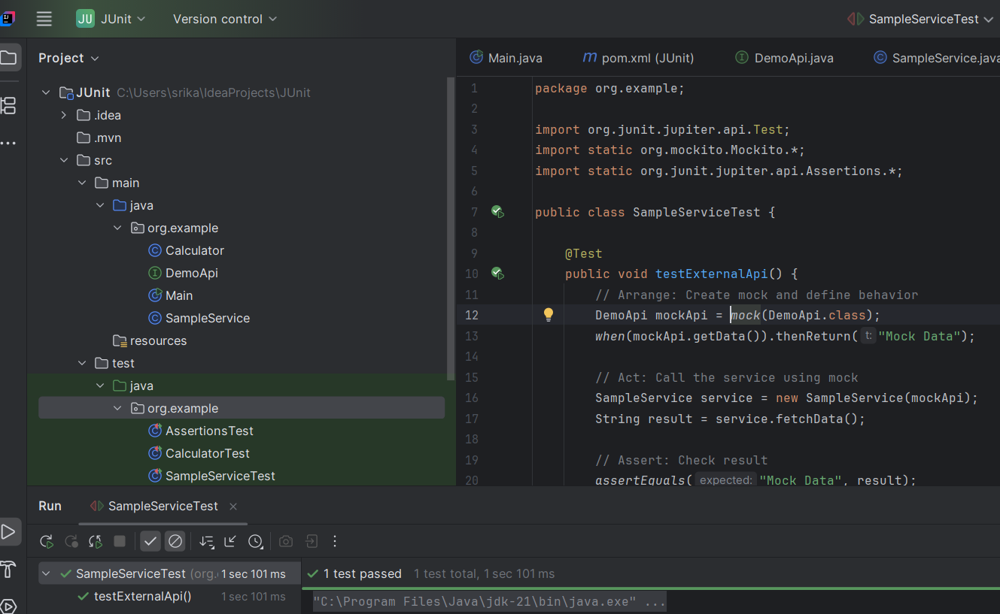 JU JUnit Version control SampleServiceTest
Project
Main.java m pom.xml (JUnit) I DemoApi.java C SampleService.java
JUnit C:\Users\srika\IdeaProjects\JUnit
.idea
.mvn
src
main
java
org.example
C Calculator
I DemoApi
C Main
C SampleService
resources
test
java
org.example
C AssertionsTest
C CalculatorTest
C SampleServiceTest
1 package org.example;
2
3 import org.junit.jupiter.api.Test;
4 import static org.mockito.Mockito.*;
5 import static org.junit.jupiter.api.Assertions.*;
6
7 public class SampleServiceTest {
8
9 @Test
10 public void testExternalApi() {
11 // Arrange: Create mock and define behavior
12 DemoApi mockApi = mock(DemoApi.class);
13 when(mockApi.getData()).thenReturn( t: "Mock Data");
14
15 // Act: Call the service using mock
16 SampleService service = new SampleService(mockApi);
17 String result = service.fetchData();
18
19 // Assert: Check result
20 assertEquals( expected: "Mock Data", result);
Run SampleServiceTest
SampleServiceTest (org. 1 sec 101 ms
testExternalApi() 1 sec 101 ms
1 test passed 1 test total, 1 sec 101 ms
"C:\Program Files\Java\jdk-21\bin\java.exe" ...